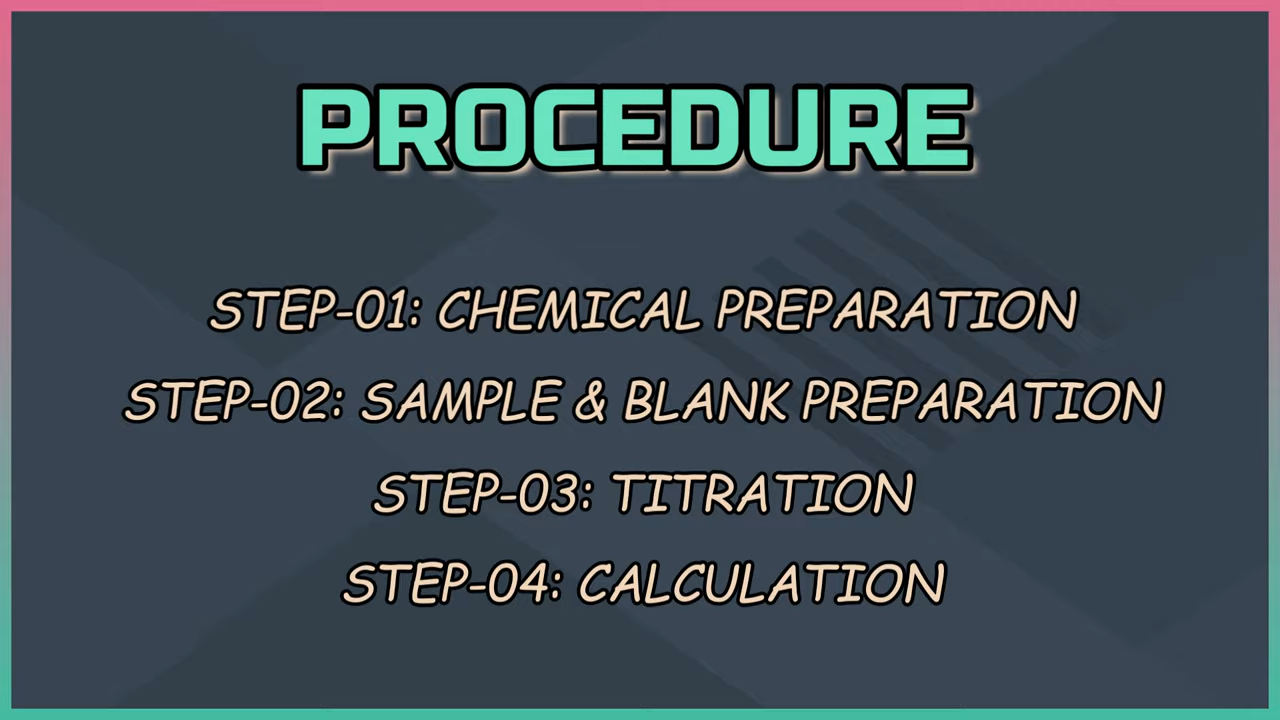 PROCEDURE
STEP-01: CHEMICAL PREPARATION
STEP-02: SAMPLE & BLANK PREPARATION
STEP-03: TITRATION
STEP-04: CALCULATION